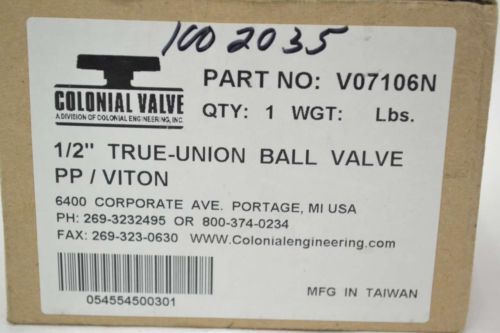 1002035
PART NO: V07106N
COLONIAL VALVE
A DIVISION OF COLONIAL ENGINEERING, INC.
QTY: 1 WGT: Lbs.
1/2" TRUE-UNION BALL VALVE
PP / VITON
6400 CORPORATE AVE. PORTAGE, MI USA
PH: 269-3232495 OR 800-374-0234
FAX: 269-323-0630 www.Colonialengineering.com
054554500301
MFG IN TAIWAN